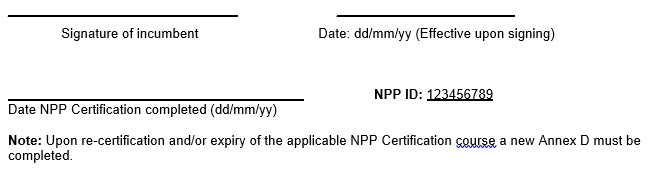 Signature of incumbent
Date: dd/mm/yy (Effective upon signing)
NPP ID: 123456789
Date NPP Certification completed (dd/mm/yy)
Note: Upon re-certification and/or expiry of the applicable NPP Certification course a new Annex D must be
completed.